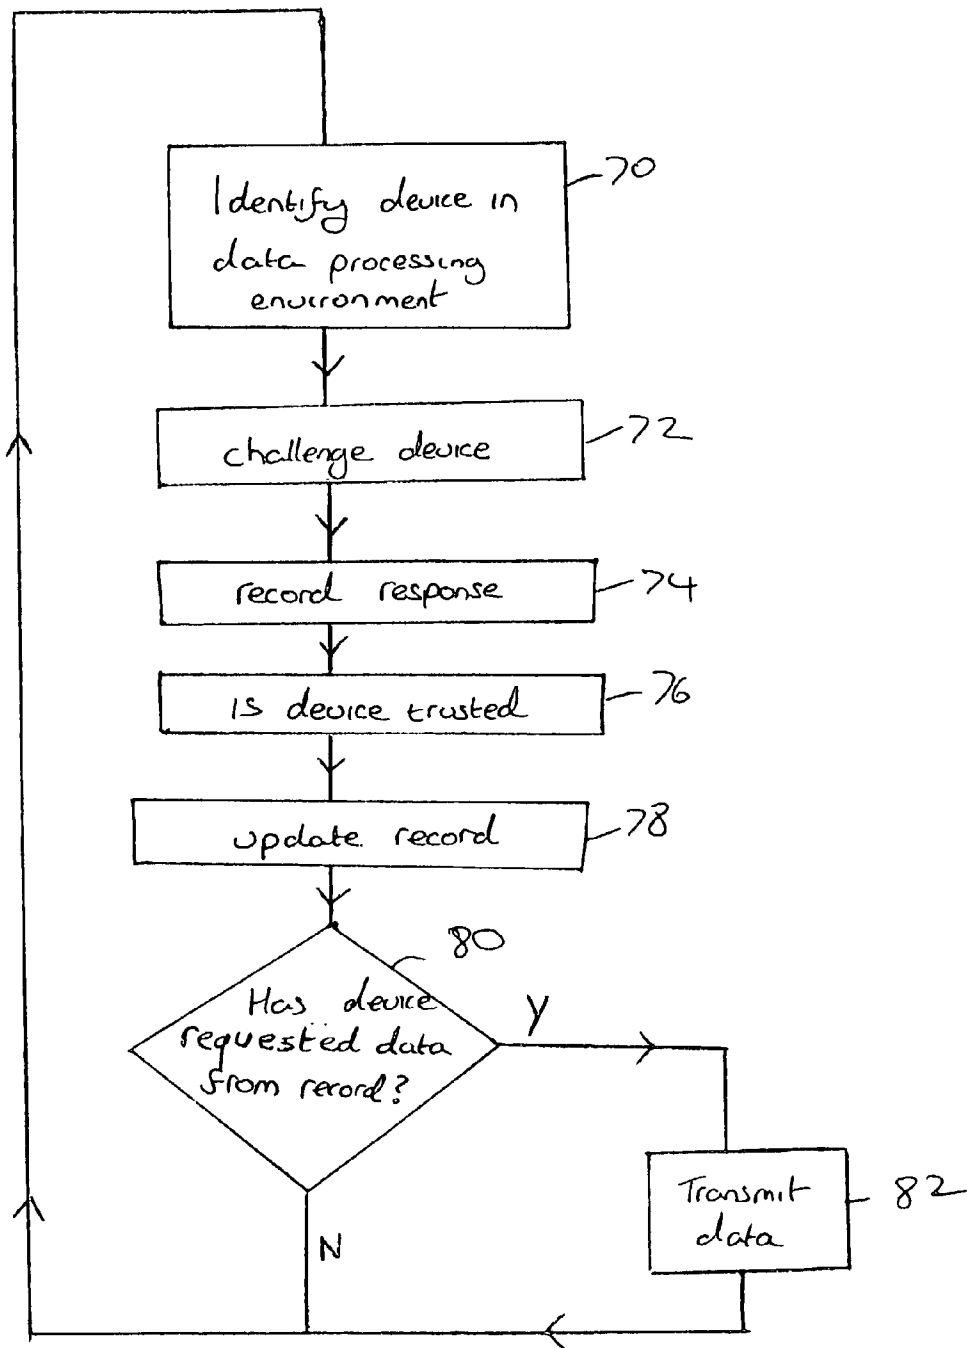 Identify device in
data processing
environment
70
challenge device
72
record response
74
is device trusted
76
update record
78
80
Has device
requested data
from record?
Y
Transmit
data
82
N